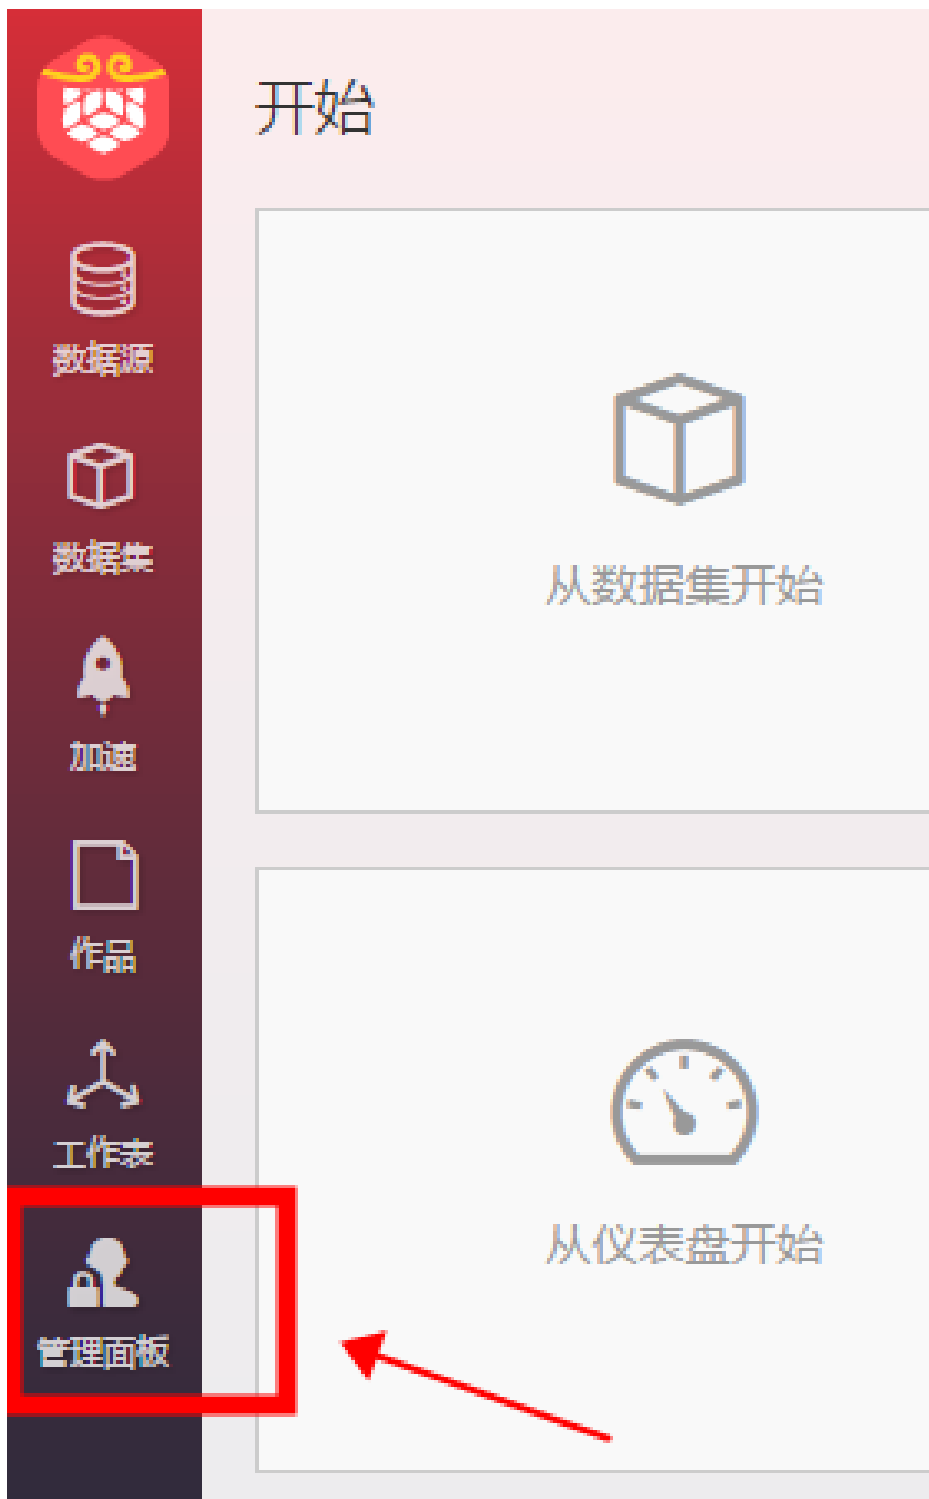 开始
数据源
数据集
加速
作品
工作表
管理面板
从数据集开始
从仪表盘开始